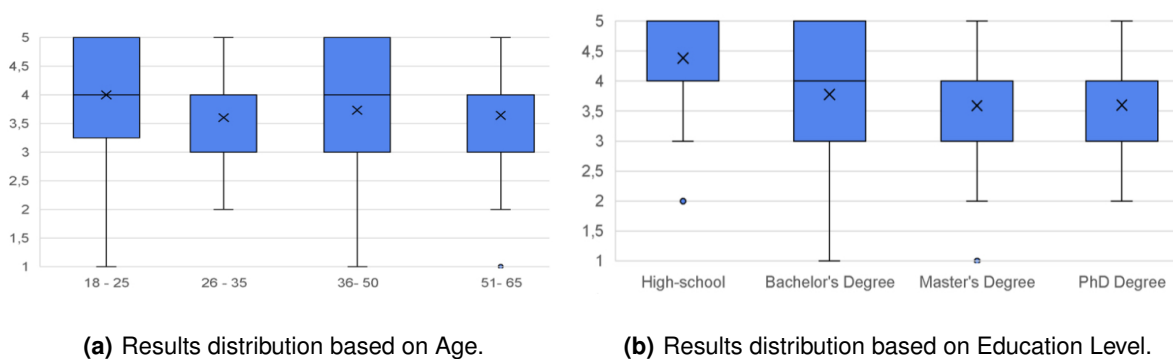 5
4,5
4
3,5
3
2,5
2
1,5
1
18 - 25
26 - 35
36- 50
51- 65
(a) Results distribution based on Age.
5
4,5
4
3,5
3
2,5
2
1,5
1
High-school
Bachelor's Degree
Master's Degree
PhD Degree
(b) Results distribution based on Education Level.